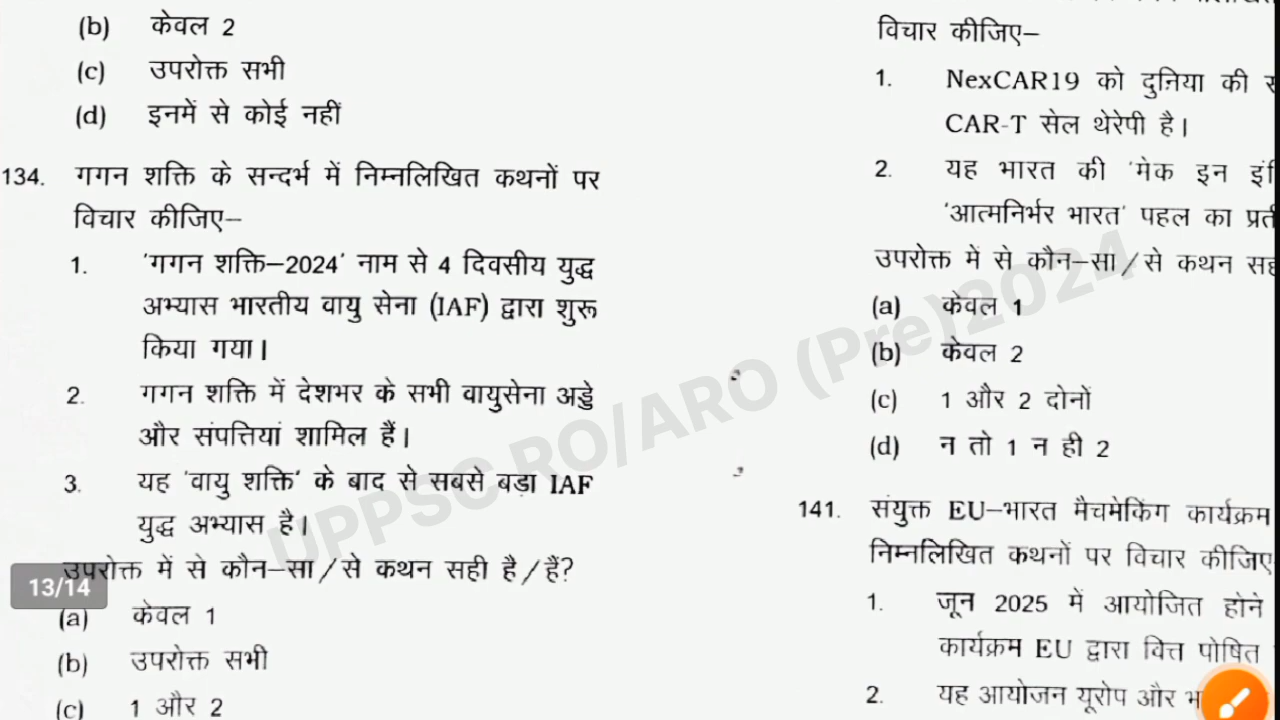 (b) केवल 2
(c) उपरोक्त सभी
(d) इनमें से कोई नहीं
134. गगन शक्ति के सन्दर्भ में निम्नलिखित कथनों पर
विचार कीजिए–
1. 'गगन शक्ति–2024' नाम से 4 दिवसीय युद्ध
अभ्यास भारतीय वायु सेना (IAF) द्वारा शुरू
किया गया।
2. गगन शक्ति में देशभर के सभी वायुसेना अड्डे
और संपत्तियां शामिल हैं।
3. यह 'वायु शक्ति' के बाद से सबसे बड़ा IAF
युद्ध अभ्यास है।
उपरोक्त में से कौन–सा/से कथन सही है/हैं?
13/14
(a) केवल 1
(b) उपरोक्त सभी
(c) 1 और 2
विचार कीजिए–
1. NexCAR19 को दुनिया की
CAR-T सेल थेरेपी है।
2. यह भारत की 'मेक इन
'आत्मनिर्भर भारत' पहल का
उपरोक्त में से कौन–सा/से कथन
(a) केवल 1
(b) केवल 2
(c) 1 और 2 दोनों
(d) न तो 1 न ही 2
141. संयुक्त EU–भारत मैचमेकिंग कार्यक्रम
निम्नलिखित कथनों पर विचार कीजिए
1. जून 2025 में आयोजित होने
कार्यक्रम EU द्वारा वित्त पोषित
2. यह आयोजन यूरोप और
UPPSC RO/ARO (Pre) 2024